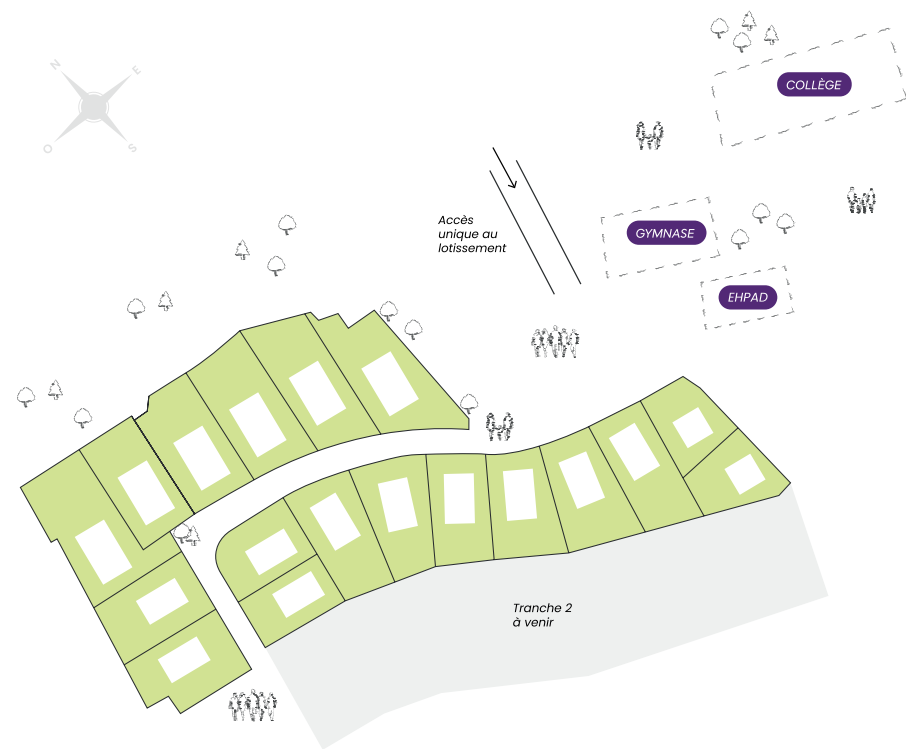 N
E
O
S
COLLÈGE
Accès
unique au
lotissement
GYMNASE
EHPAD
Tranche 2
à venir